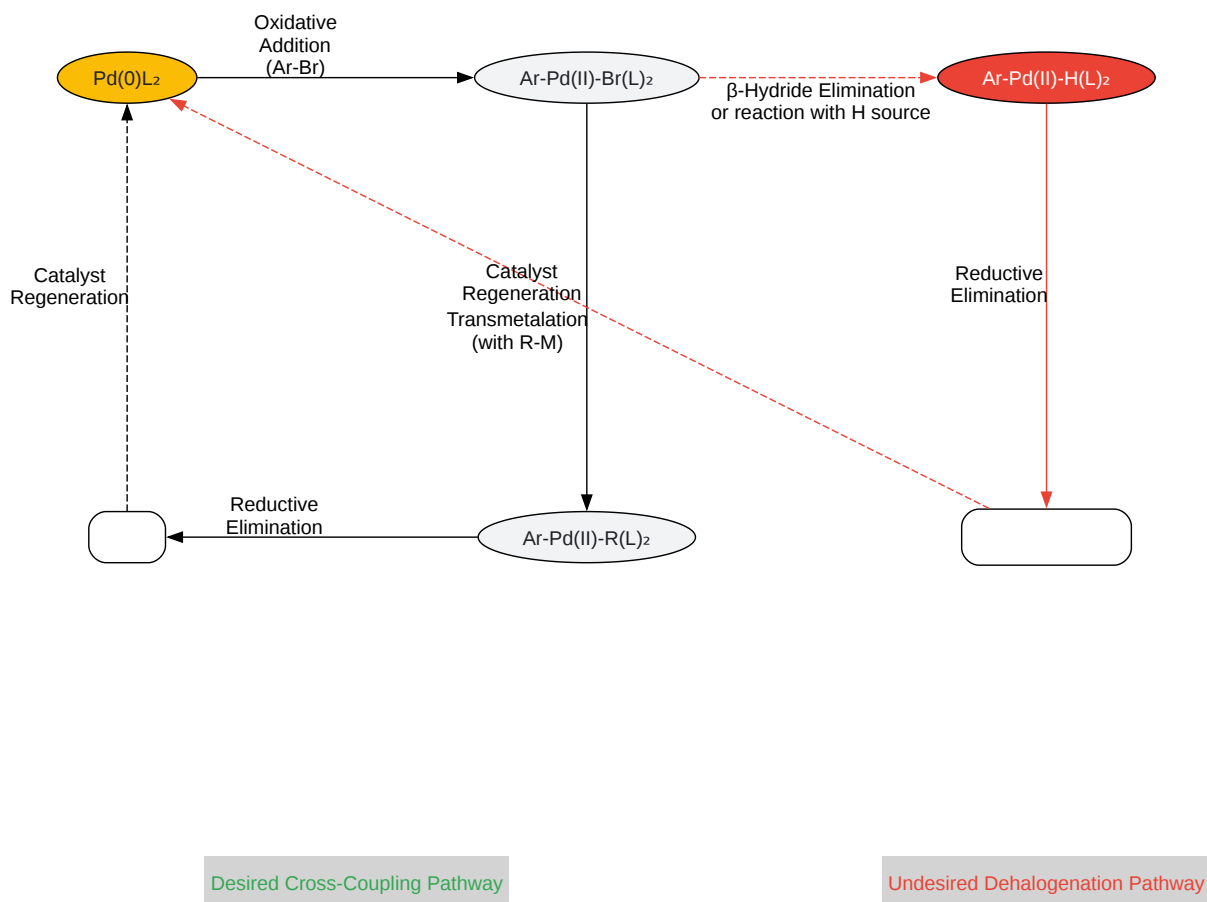 Oxidative
Addition
(Ar-Br)
Pd(0)L₂
Ar-Pd(II)-Br(L)₂
Ar-Pd(II)-H(L)₂
β-Hydride Elimination
or reaction with H source
Catalyst
Regeneration
Catalyst
Regeneration
Transmetalation
(with R-M)
Reductive
Elimination
Reductive
Elimination
Ar-Pd(II)-R(L)₂
Desired Cross-Coupling Pathway
Undesired Dehalogenation Pathway